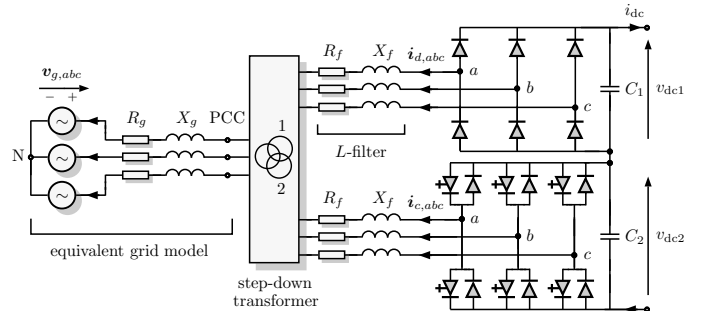 i_dc
R_f X_f i_d,abc
v_g,abc
− +
a
b
c
C_1 v_dc1
R_g X_g PCC
1
2
N
∼
∼
∼
L-filter
R_f X_f i_c,abc
a
b
c
C_2 v_dc2
equivalent grid model
step-down
transformer